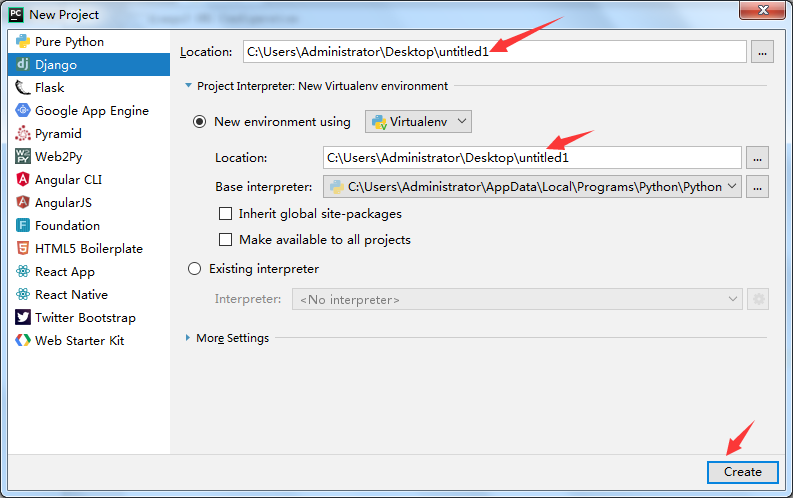 New Project
Pure Python
Django
Flask
Google App Engine
Pyramid
Web2Py
Angular CLI
AngularJS
Foundation
HTML5 Boilerplate
React App
React Native
Twitter Bootstrap
Web Starter Kit
Location: C:\Users\Administrator\Desktop\untitled1 ...
Project Interpreter: New Virtualenv environment
New environment using Virtualenv
Location: C:\Users\Administrator\Desktop\untitled1 ...
Base interpreter: C:\Users\Administrator\AppData\Local\Programs\Python\Python ...
Inherit global site-packages
Make available to all projects
Existing interpreter
Interpreter: <No interpreter>
More Settings
Create